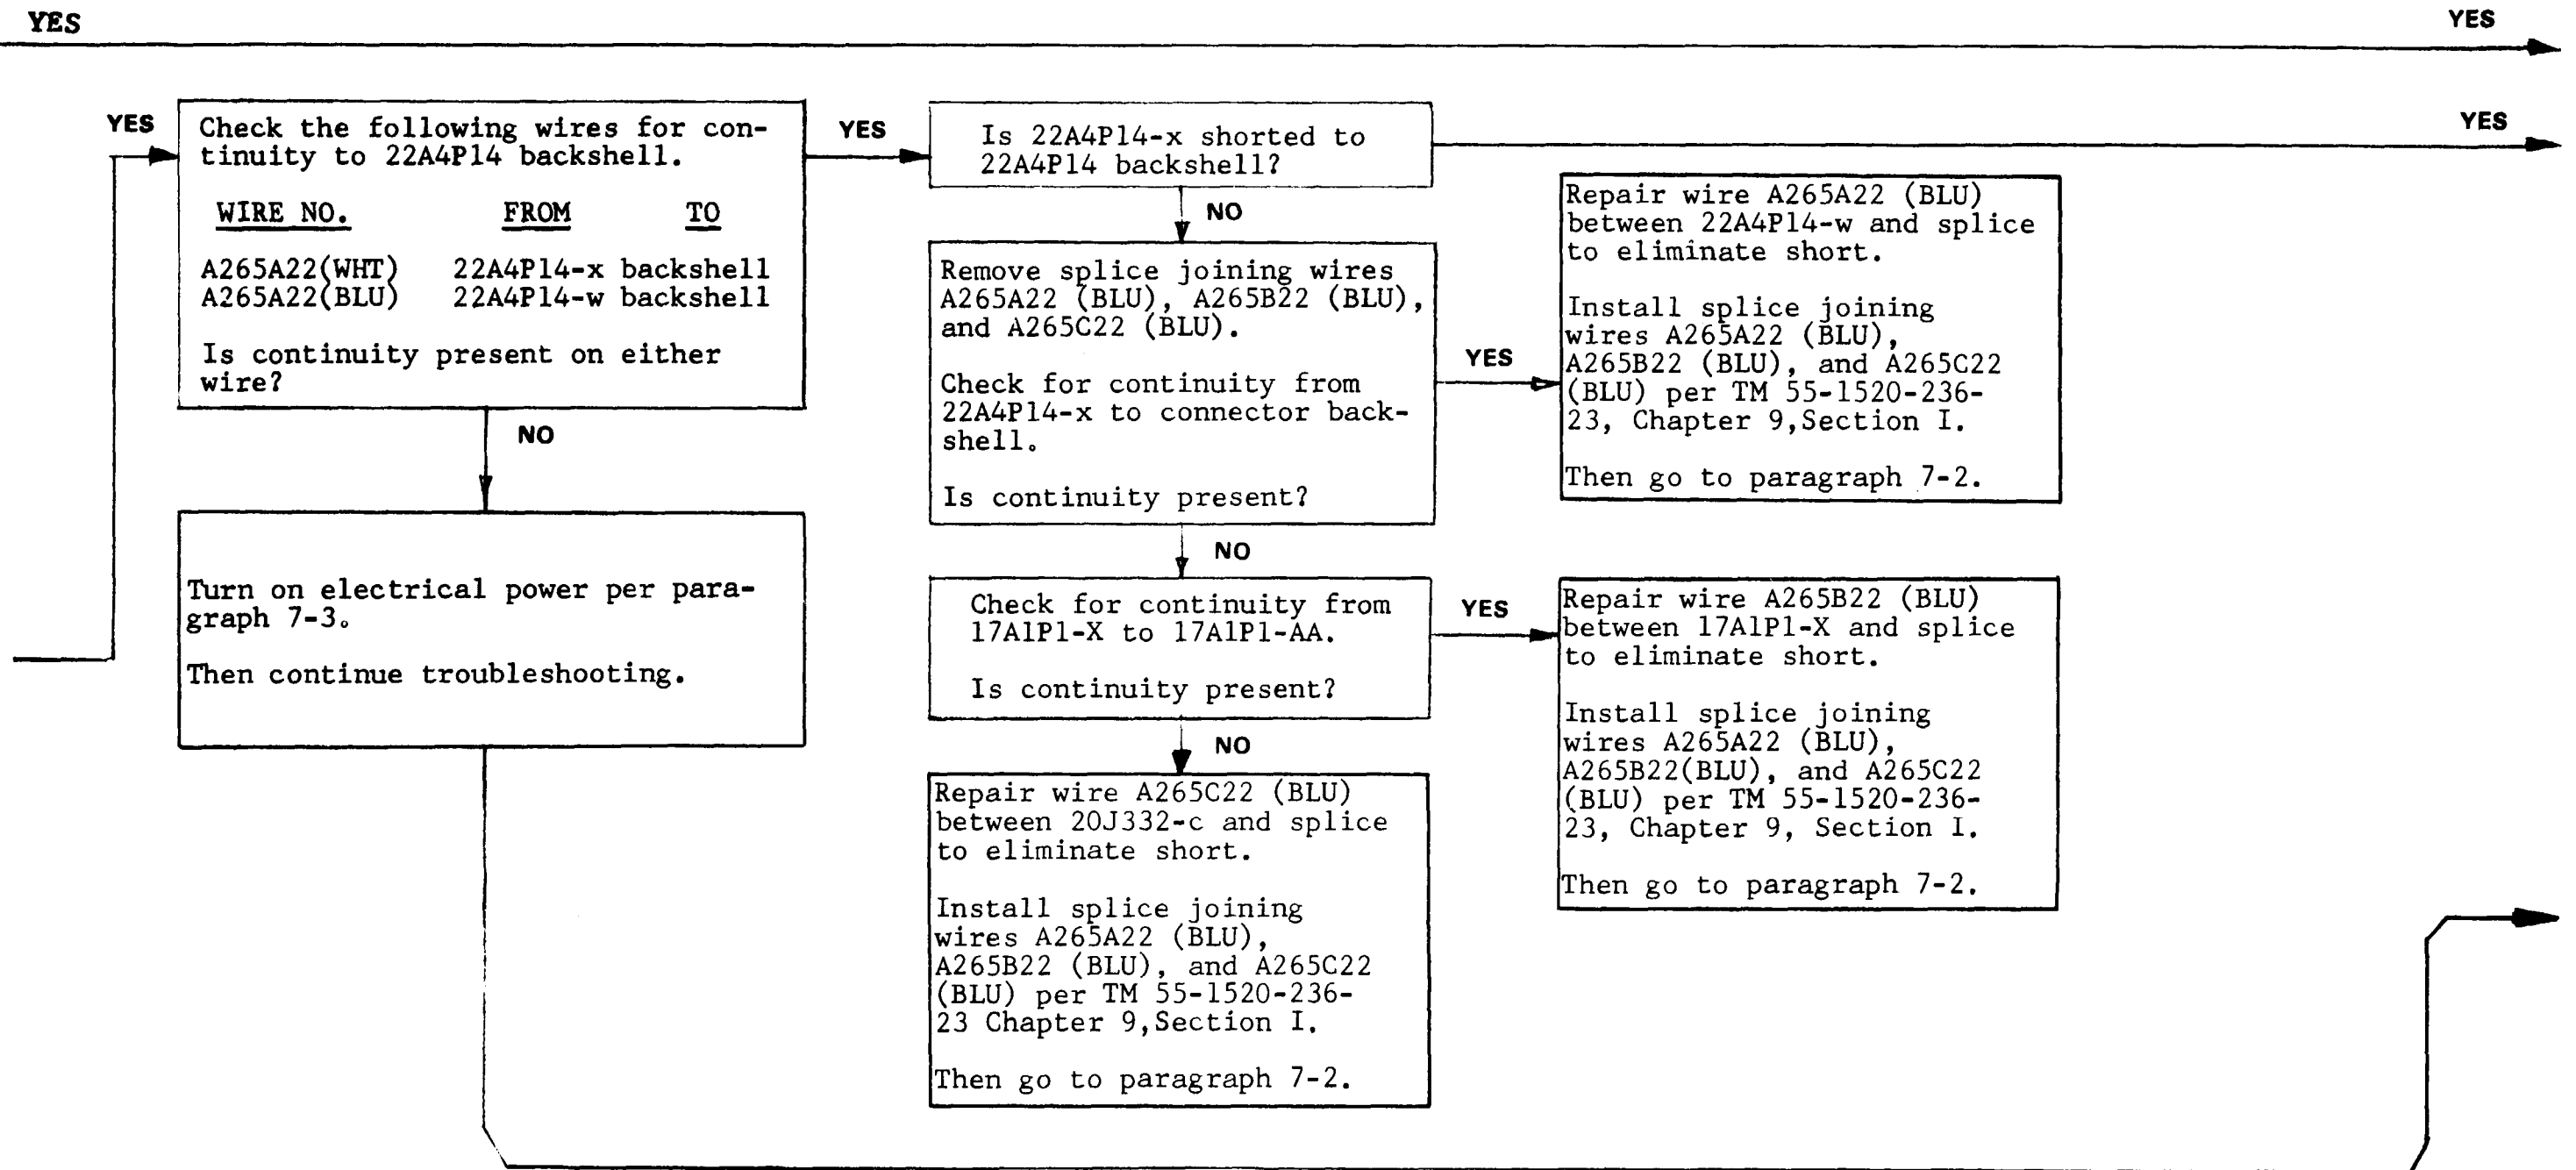 YES
YES
YES
Check the following wires for con-
tinuity to 22A4P14 backshell.
WIRE NO. FROM TO
A265A22(WHT) 22A4P14-x backshell
A265A22(BLU) 22A4P14-w backshell
Is continuity present on either
wire?
NO
Turn on electrical power per para-
graph 7-3.
Then continue troubleshooting.
YES
Is 22A4P14-x shorted to
22A4P14 backshell?
YES
NO
Remove splice joining wires
A265A22 (BLU), A265B22 (BLU),
and A265C22 (BLU).
Check for continuity from
22A4P14-x to connector back-
shell.
Is continuity present?
YES
Repair wire A265A22 (BLU)
between 22A4P14-w and splice
to eliminate short.
Install splice joining
wires A265A22 (BLU),
A265B22 (BLU), and A265C22
(BLU) per TM 55-1520-236-
23, Chapter 9,Section I.
Then go to paragraph 7-2.
NO
Check for continuity from
17A1P1-X to 17A1P1-AA.
Is continuity present?
YES
Repair wire A265B22 (BLU)
between 17A1P1-X and splice
to eliminate short.
Install splice joining
wires A265A22 (BLU),
A265B22(BLU), and A265C22
(BLU) per TM 55-1520-236-
23, Chapter 9, Section I.
Then go to paragraph 7-2.
NO
Repair wire A265C22 (BLU)
between 20J332-c and splice
to eliminate short.
Install splice joining
wires A265A22 (BLU),
A265B22 (BLU), and A265C22
(BLU) per TM 55-1520-236-
23 Chapter 9,Section I.
Then go to paragraph 7-2.